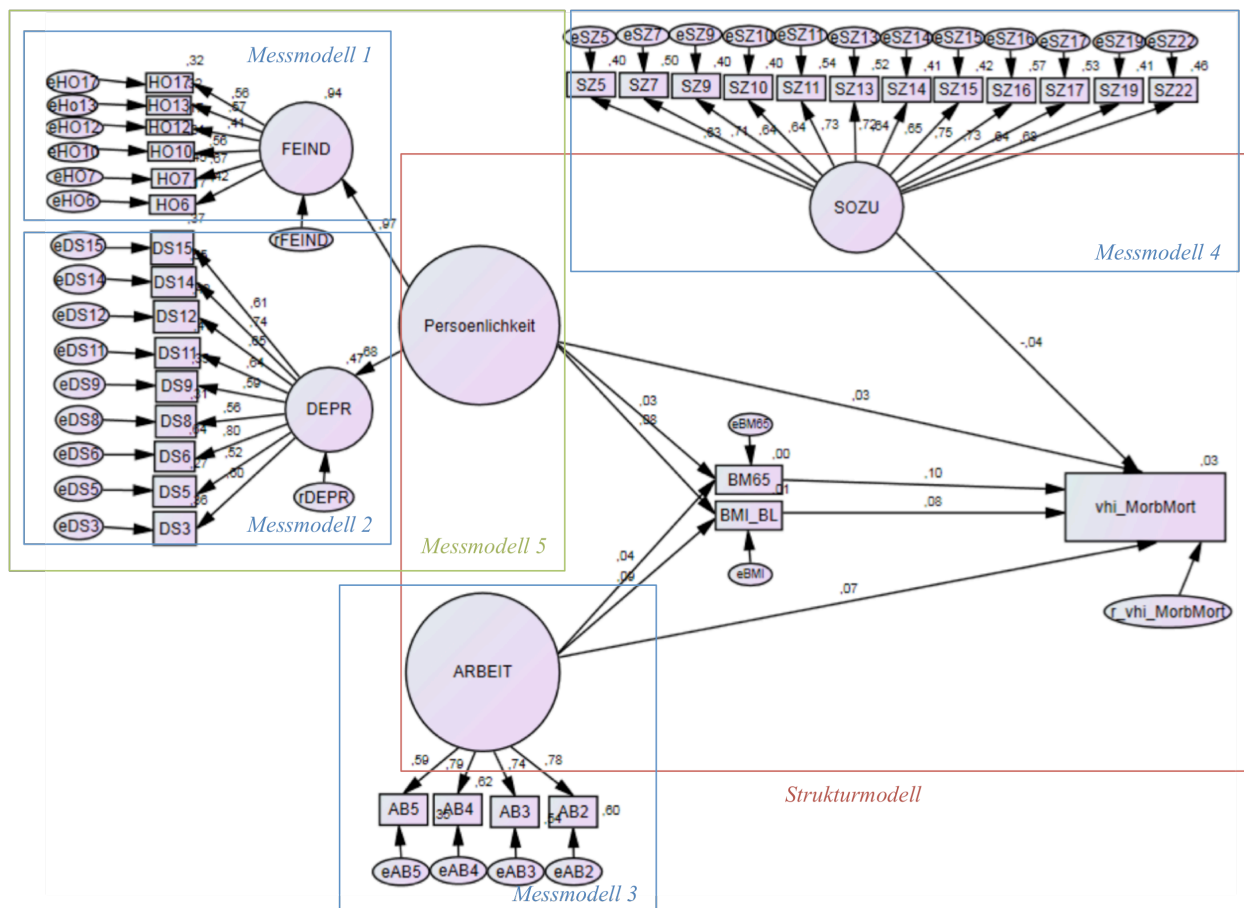 Messmodell 1
eHO17 HO17 ,32
eHo13 HO13 ,56
eHO12 HO12 ,57
eHO10 HO10 ,41
eHO7 HO7 ,56
eHO6 HO6 ,67
,42
FEIND ,94
rFEIND
,97
eSZ5 eSZ7 eSZ9 eSZ10 eSZ11 eSZ13 eSZ14 eSZ15 eSZ16 eSZ17 eSZ19 eSZ22
,40 ,50 ,40 ,40 ,54 ,52 ,41 ,42 ,57 ,53 ,41 ,46
SZ5 SZ7 SZ9 SZ10 SZ11 SZ13 SZ14 SZ15 SZ16 SZ17 SZ19 SZ22
,63 ,71 ,64 ,64 ,73 ,72 ,64 ,65 ,75 ,73 ,64 ,68
SOZU
Messmodell 4
-,04
,37
eDS15 DS15 ,61
eDS14 DS14 ,74
eDS12 DS12 ,65
eDS11 DS11 ,64
eDS9 DS9 ,59
eDS8 DS8 ,56
eDS6 DS6 ,80
eDS5 DS5 ,52
eDS3 DS3 ,60
,31
,64
,27
,36
DEPR ,47
,68
rDEPR
Messmodell 2
Messmodell 5
Persoenlichkeit
,03
,08
,03
eBM65
,00
BM65
,01
BMI_BL
eBMI
,10
,08
,03
vhi_MorbMort
r_vhi_MorbMort
,04
,09
,07
ARBEIT
,59 ,79 ,74 ,78
,62
AB5 ,35 AB4 AB3 ,54 AB2 ,60
eAB5 eAB4 eAB3 eAB2
Messmodell 3
Strukturmodell